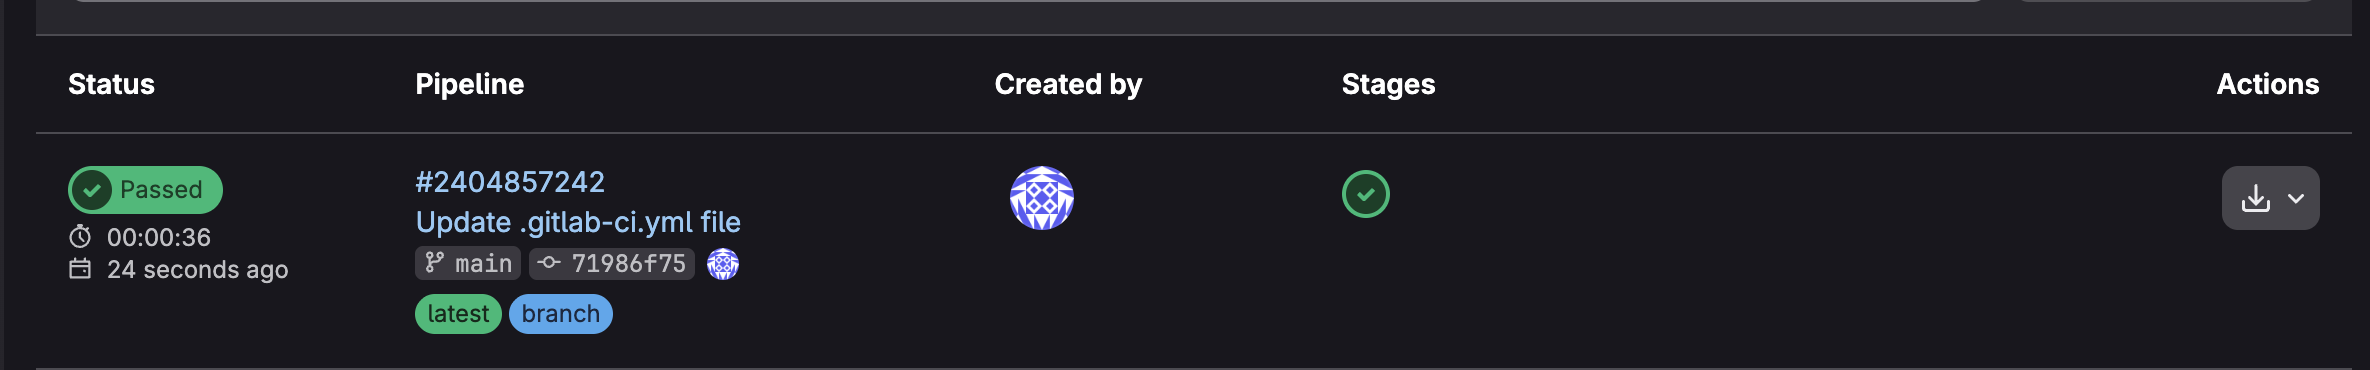 Status Pipeline Created by Stages Actions
Passed
00:00:36
24 seconds ago
#2404857242
Update .gitlab-ci.yml file
main 71986f75
latest branch